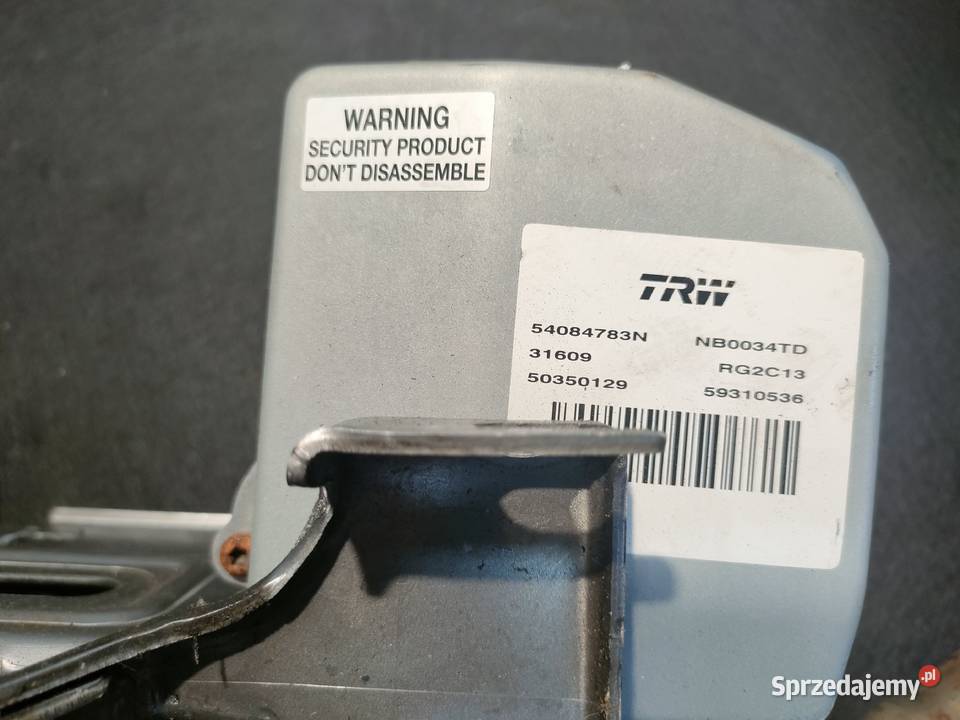 WARNING
SECURITY PRODUCT
DON'T DISASSEMBLE
TRW
54084783N NB0034TD
31609 RG2C13
50350129 59310536
Sprzedajemy.pl